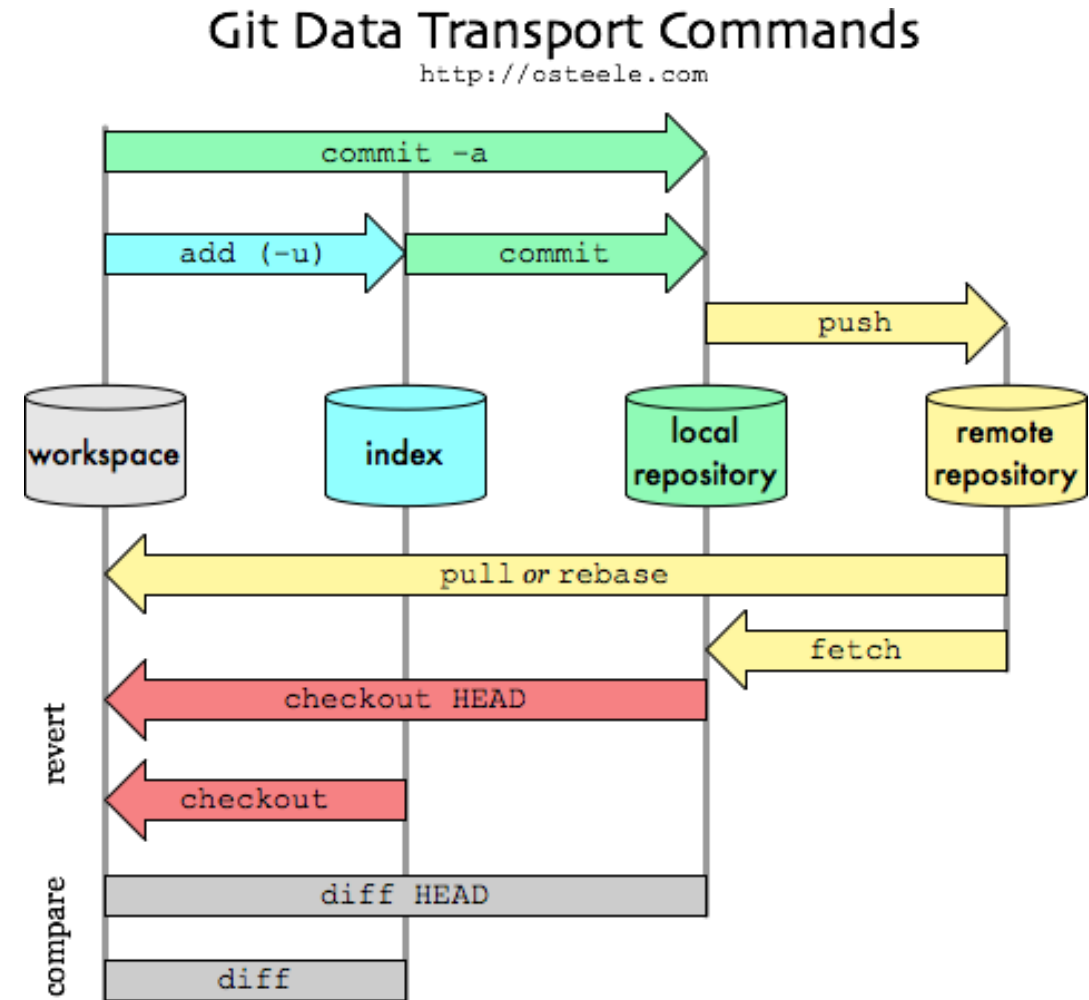 Git Data Transport Commands
http://osteele.com
commit -a
add (-u)
commit
push
workspace
index
local
repository
remote
repository
pull or rebase
fetch
revert
checkout HEAD
checkout
compare
diff HEAD
diff